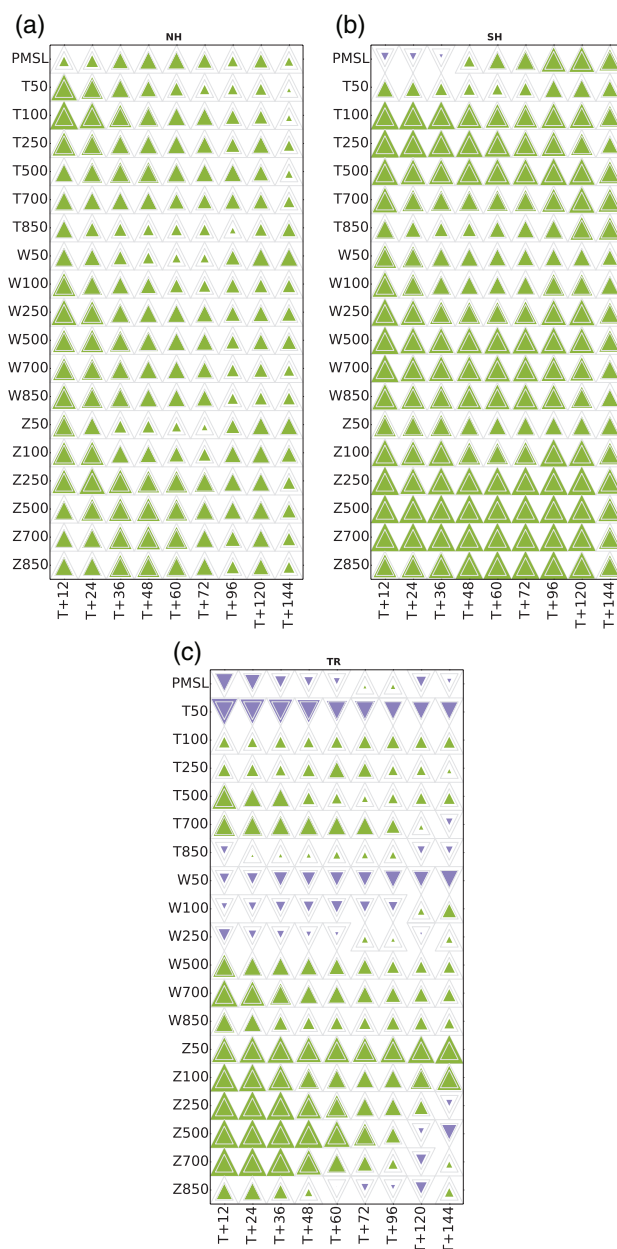 (a)
NH
PMSL
T50
T100
T250
T500
T700
T850
W50
W100
W250
W500
W700
W850
Z50
Z100
Z250
Z500
Z700
Z850
T+12
T+24
T+36
T+48
T+60
T+72
T+96
T+120
T+144
(b)
SH
PMSL
T50
T100
T250
T500
T700
T850
W50
W100
W250
W500
W700
W850
Z50
Z100
Z250
Z500
Z700
Z850
T+12
T+24
T+36
T+48
T+60
T+72
T+96
T+120
T+144
(c)
TR
PMSL
T50
T100
T250
T500
T700
T850
W50
W100
W250
W500
W700
W850
Z50
Z100
Z250
Z500
Z700
Z850
T+12
T+24
T+36
T+48
T+60
T+72
T+96
T+120
T+144